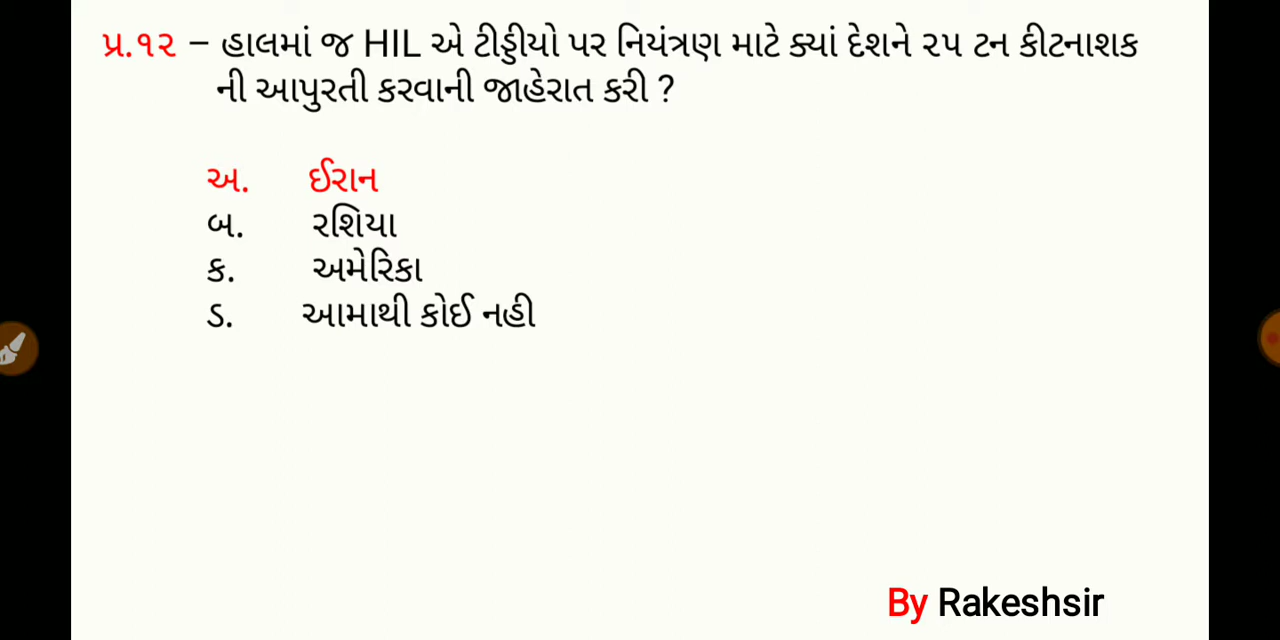 પ્ર.૧૨ – હાલમાં જ HIL એ ટીડ્ડીયો પર નિયંત્રણ માટે ક્યાં દેશને ૨૫ ટન કીટનાશક
ની આપુરતી કરવાની જાહેરાત કરી ?
અ. ઈરાન
બ. રશિયા
ક. અમેરિકા
ડ. આમાથી કોઈ નહી
By Rakeshsir